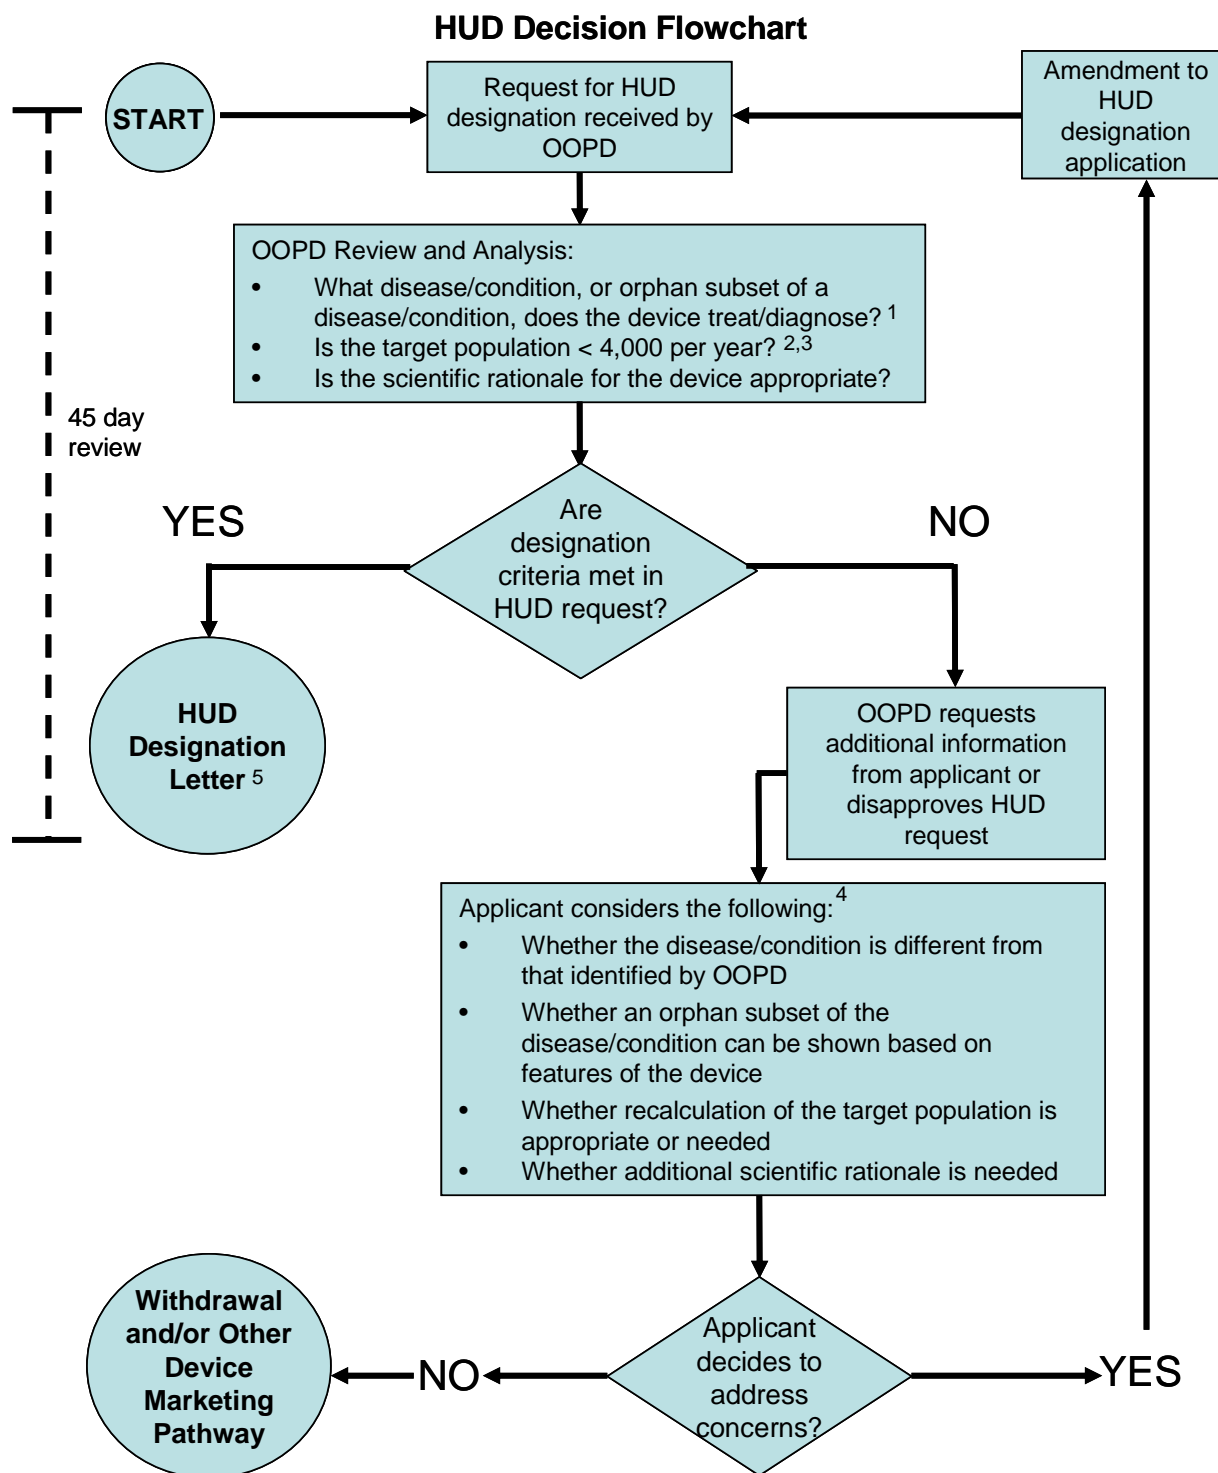 HUD Decision Flowchart
START
Request for HUD
designation received by
OOPD
Amendment to
HUD
designation
application
OOPD Review and Analysis:
• What disease/condition, or orphan subset of a
disease/condition, does the device treat/diagnose? 1
• Is the target population < 4,000 per year? 2,3
• Is the scientific rationale for the device appropriate?
45 day
review
YES
Are
designation
criteria met in
HUD request?
NO
HUD
Designation
Letter 5
OOPD requests
additional information
from applicant or
disapproves HUD
request
Applicant considers the following: 4
• Whether the disease/condition is different from
that identified by OOPD
• Whether an orphan subset of the
disease/condition can be shown based on
features of the device
• Whether recalculation of the target population is
appropriate or needed
• Whether additional scientific rationale is needed
Withdrawal
and/or Other
Device
Marketing
Pathway
NO
Applicant
decides to
address
concerns?
YES